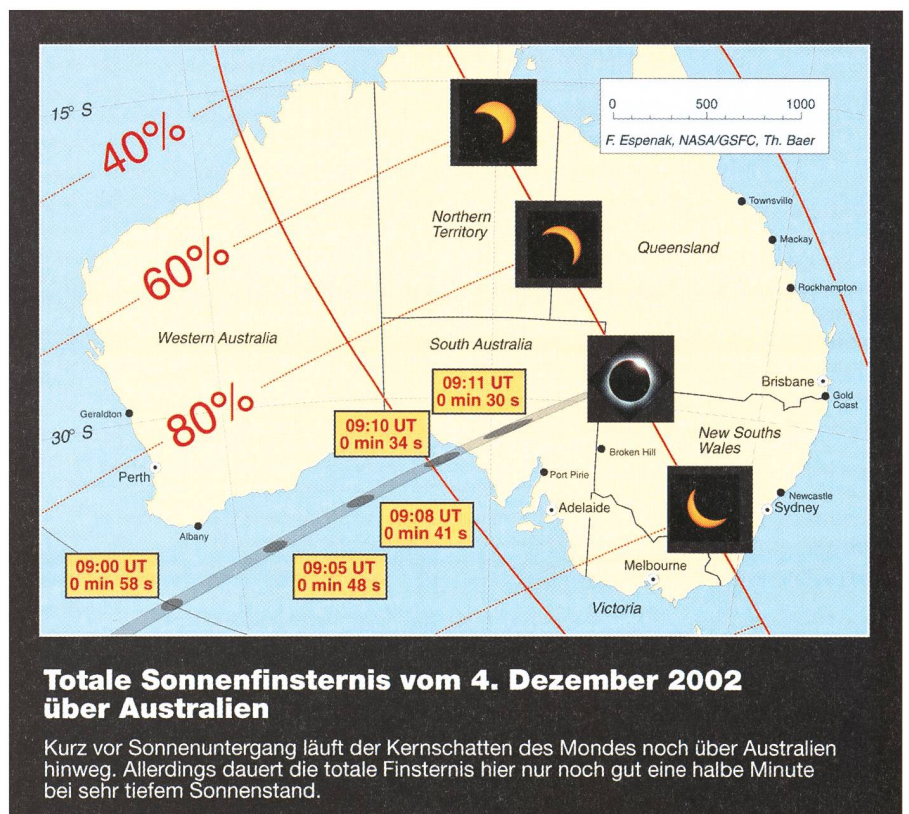 15° S
40%
0 500 1000
F. Espenak, NASA/GSFC, Th. Baer
Townsville
Northern
Territory
Mackay
Queensland
60%
Rockhampton
Western Australia
South Australia
09:11 UT
0 min 30 s
Brisbane
Gold
Coast
80%
Geraldton
30° S
09:10 UT
0 min 34 s
New Souths
Wales
Broken Hill
Perth
Port Pirie
Newcastle
Sydney
Adelaide
09:08 UT
0 min 41 s
Albany
09:00 UT
0 min 58 s
09:05 UT
0 min 48 s
Melbourne
Victoria
Totale Sonnenfinsternis vom 4. Dezember 2002
über Australien
Kurz vor Sonnenuntergang läuft der Kernschatten des Mondes noch über Australien
hinweg. Allerdings dauert die totale Finsternis hier nur noch gut eine halbe Minute
bei sehr tiefem Sonnenstand.